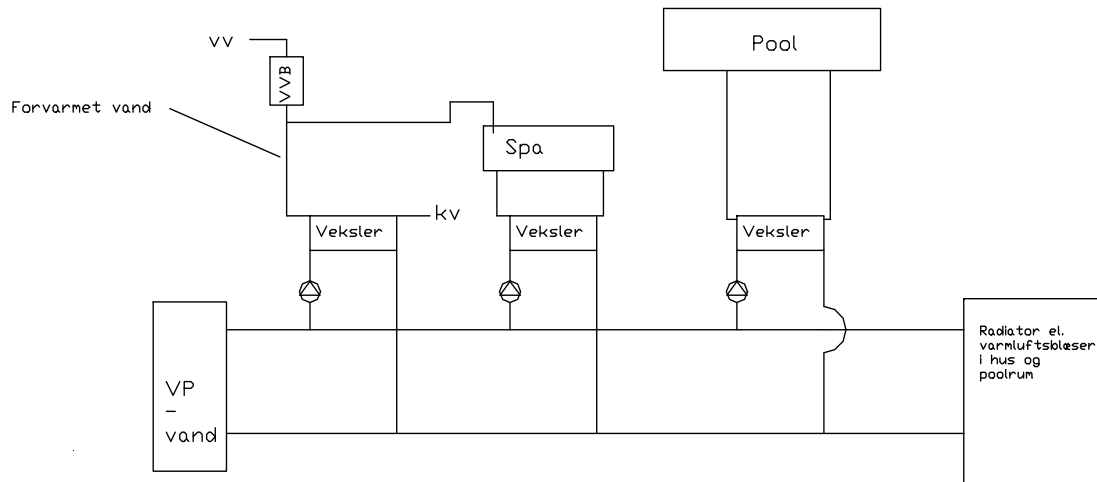 vv
VVB
Pool
Forvarmet vand
Spa
kv
Veksler
Veksler
Veksler
VP
-
vand
Radiator el.
varmluftsblæser
i hus og
poolrum